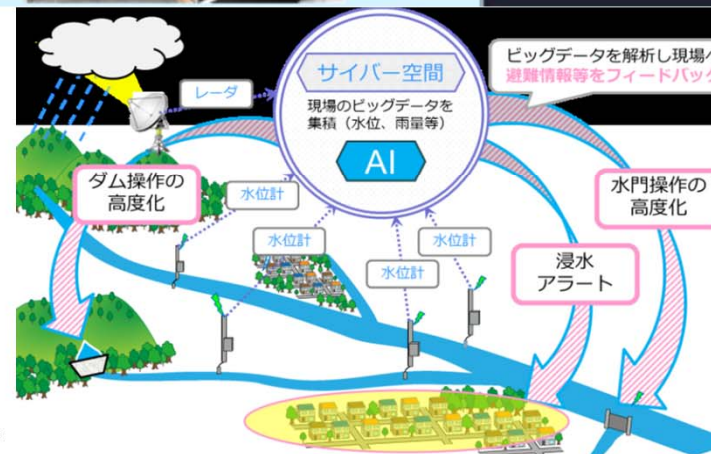 サイバー空間
現場のビッグデータを
集積（水位、雨量等）
AI
ビッグデータを解析し現場へ
避難情報等をフィードバック
レーダ
ダム操作の
高度化
水位計
水位計
水位計
水位計
浸水
アラート
水門操作の
高度化